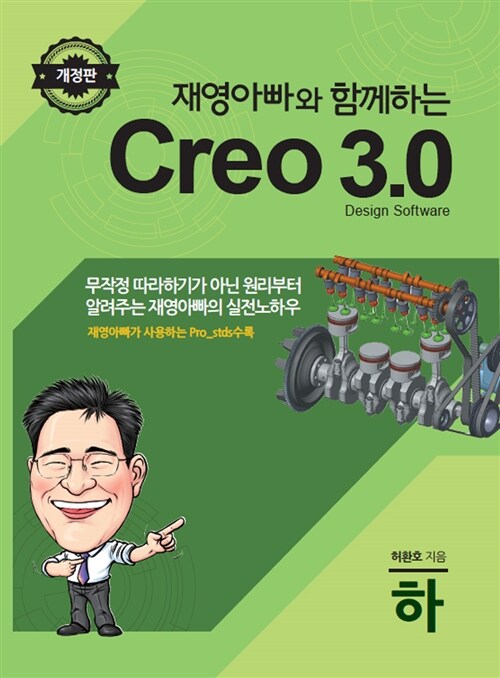 개정판
재영아빠와 함께하는
Creo 3.0
Design Software
무작정 따라하기가 아닌 원리부터
알려주는 재영아빠의 실전노하우
재영아빠가 사용하는 Pro_stds수록
허환호 지음
하